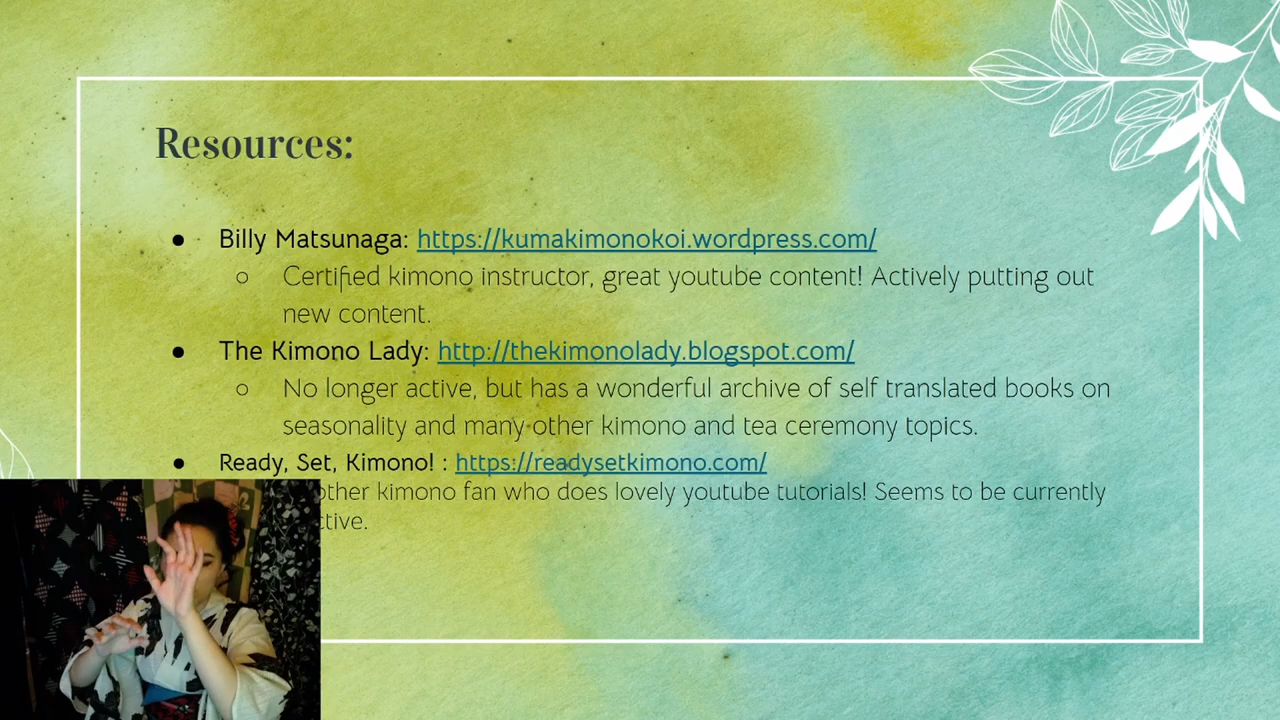 Resources:
● Billy Matsunaga: https://kumakimonokoi.wordpress.com/
○ Certified kimono instructor, great youtube content! Actively putting out
new content.
● The Kimono Lady: http://thekimonolady.blogspot.com/
○ No longer active, but has a wonderful archive of self translated books on
seasonality and many other kimono and tea ceremony topics.
● Ready, Set, Kimono! : https://readysetkimono.com/
other kimono fan who does lovely youtube tutorials! Seems to be currently
ctive.